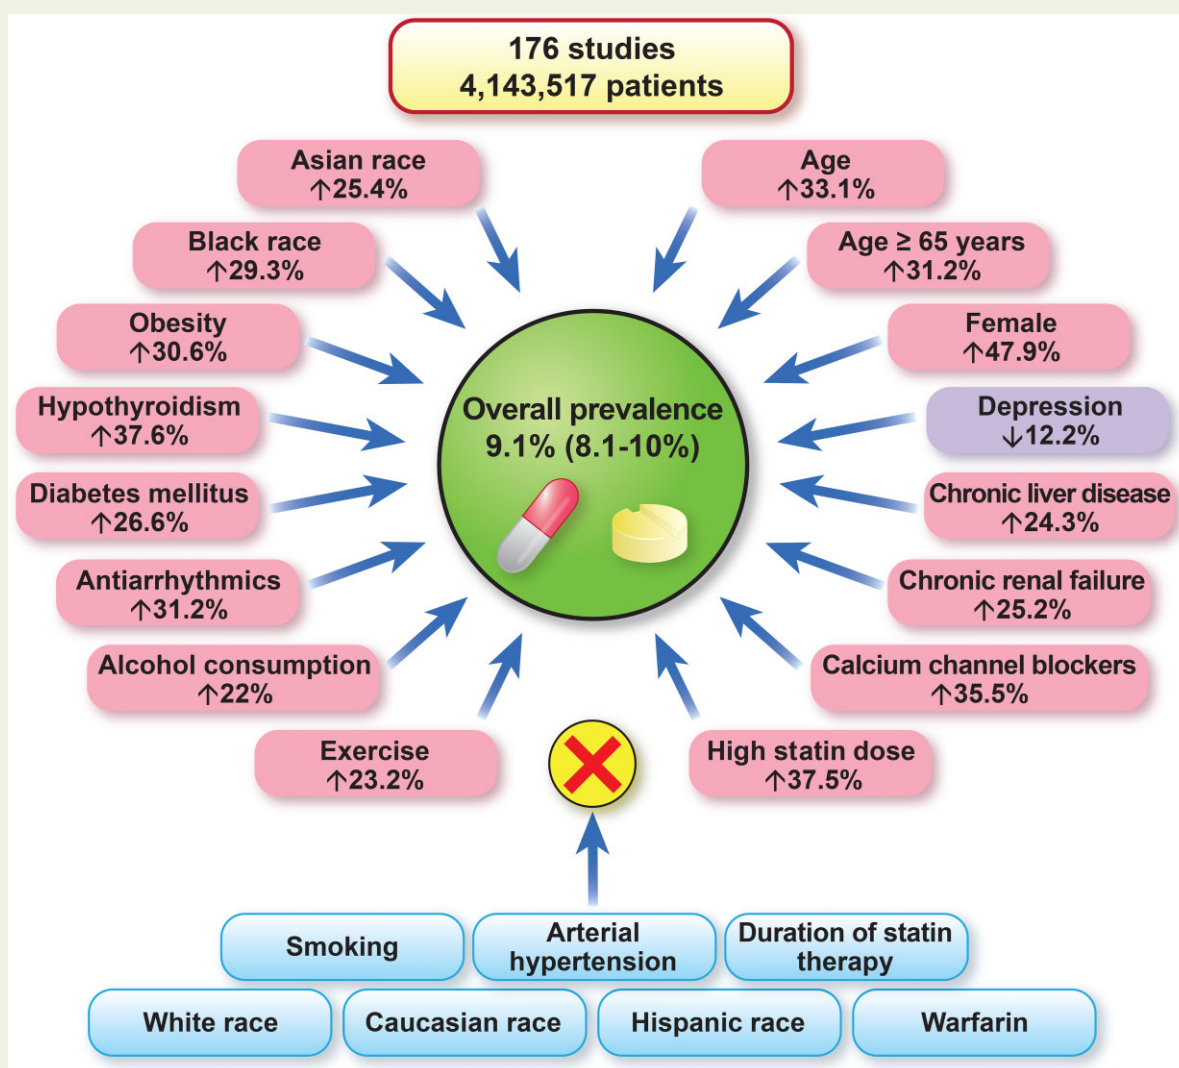 176 studies
4,143,517 patients
Asian race
↑25.4%
Age
↑33.1%
Black race
↑29.3%
Age ≥ 65 years
↑31.2%
Obesity
↑30.6%
Female
↑47.9%
Hypothyroidism
↑37.6%
Overall prevalence
9.1% (8.1-10%)
Depression
↓12.2%
Diabetes mellitus
↑26.6%
Chronic liver disease
↑24.3%
Antiarrhythmics
↑31.2%
Chronic renal failure
↑25.2%
Alcohol consumption
↑22%
Calcium channel blockers
↑35.5%
Exercise
↑23.2%
High statin dose
↑37.5%
Smoking
Arterial
hypertension
Duration of statin
therapy
White race
Caucasian race
Hispanic race
Warfarin